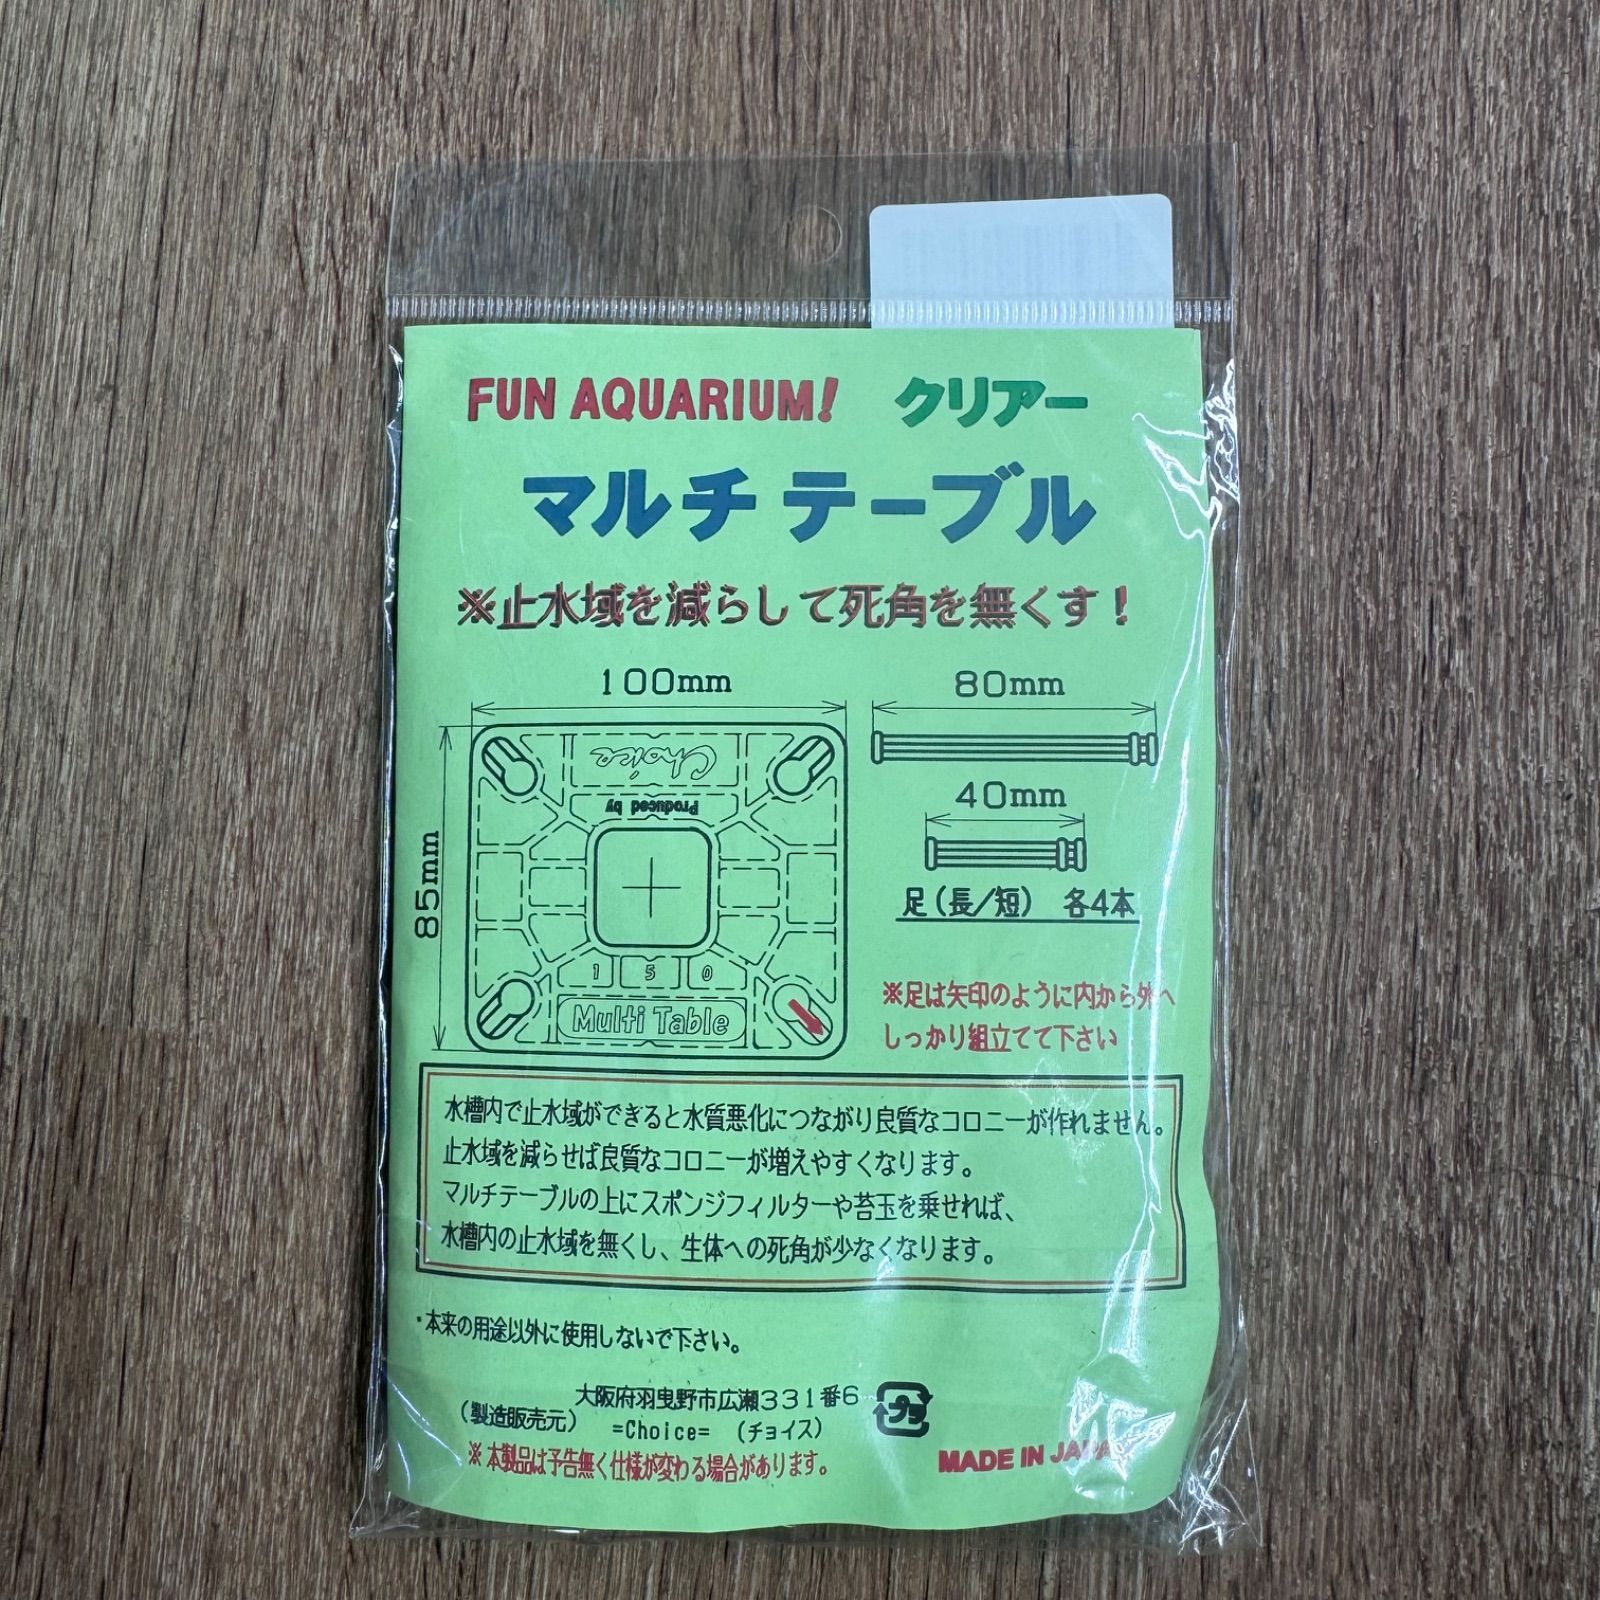 FUN AQUARIUM! クリアー
マルチテーブル
※止水域を減らして死角を無くす！
100mm
80mm
85mm
Choice
Produced by
40mm
足(長/短) 各4本
1 5 0
Multi Table
※足は矢印のように内から外へ
しっかり組立てて下さい
水槽内で止水域ができると水質悪化につながり良質なコロニーが作れません。
止水域を減らせば良質なコロニーが増えやすくなります。
マルチテーブルの上にスポンジフィルターや苔玉を乗せれば、
水槽内の止水域を無くし、生体への死角が少なくなります。
・本来の用途以外に使用しないで下さい。
大阪府羽曳野市広瀬331番6
(製造販売元) =Choice= (チョイス)
プラ
※本製品は予告無く仕様が変わる場合があります。
MADE IN JAPAN